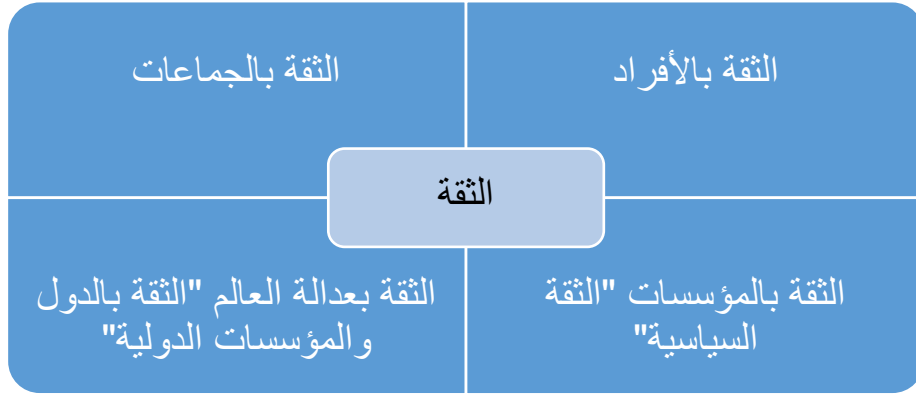 الثقة بالأفراد
الثقة بالجماعات
الثقة
الثقة بالمؤسسات "الثقة
السياسية"
الثقة بعدالة العالم "الثقة بالدول
والمؤسسات الدولية"